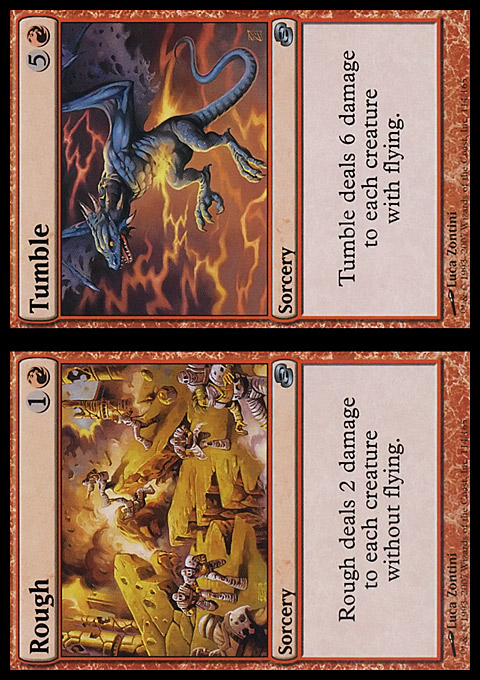 Rough
1
Sorcery
Rough deals 2 damage
to each creature
without flying.
Luca Zontini
Tumble
5
Sorcery
Tumble deals 6 damage
to each creature
with flying.
Luca Zontini